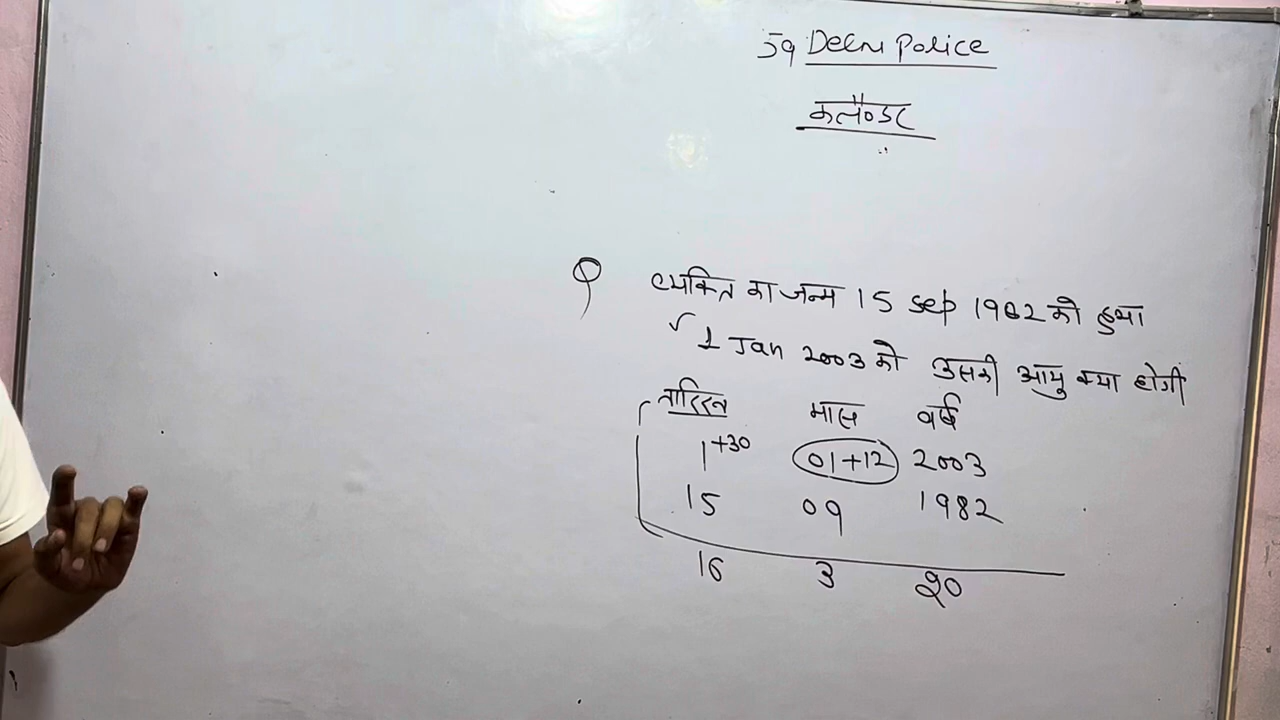 59 Delhi Police
कलैण्डर
Q व्यक्ति का जन्म 15 Sep 1982 को हुआ
✓ 1 Jan 2003 को उसकी आयु क्या होगी
तारिख मास वर्ष
1+30 01+12 2003
15 09 1982
16 3 20